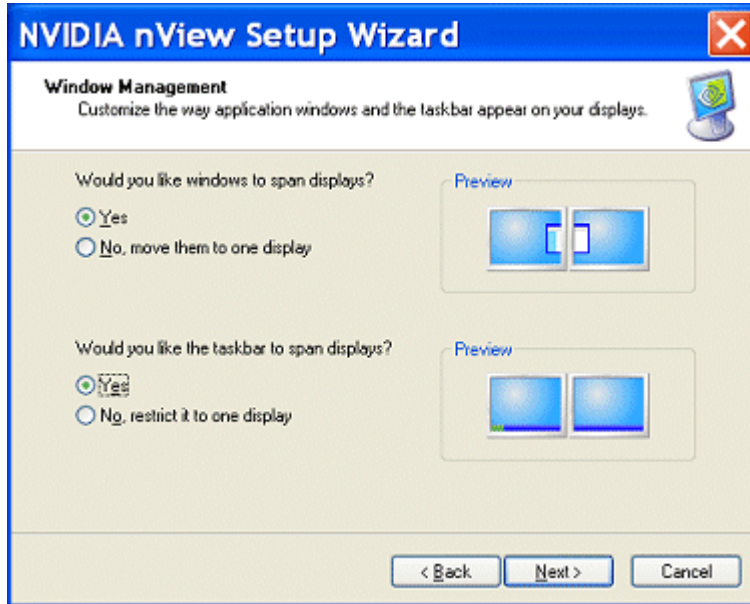 NVIDIA nView Setup Wizard
Window Management
Customize the way application windows and the taskbar appear on your displays.
Would you like windows to span displays?
Preview
Yes
No, move them to one display
Would you like the taskbar to span displays?
Preview
Yes
No, restrict it to one display
< Back
Next >
Cancel